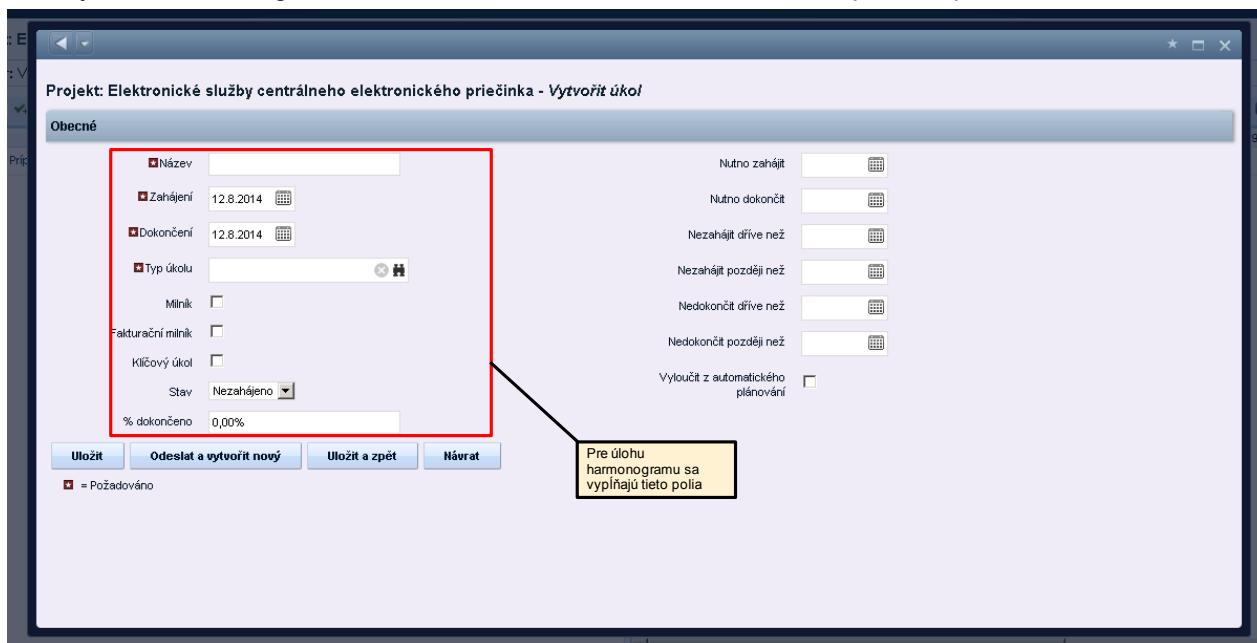 Projekt: Elektronické služby centrálneho elektronického priečinka - Vytvořit úkol
Obecné
Název
Zahájení 12.8.2014
Dokončení 12.8.2014
Typ úkolu
Milník
Fakturační milník
Klíčový úkol
Stav Nezahájeno
% dokončeno 0,00%
Nutno zahájit
Nutno dokončit
Nezahájit dříve než
Nezahájit později než
Nedokončit dříve než
Nedokončit později než
Vyloučit z automatického
plánování
Uložit Odeslat a vytvořit nový Uložit a zpět Návrat
= Požadováno
Pre úlohu
harmonogramu sa
vypĺňajú tieto polia